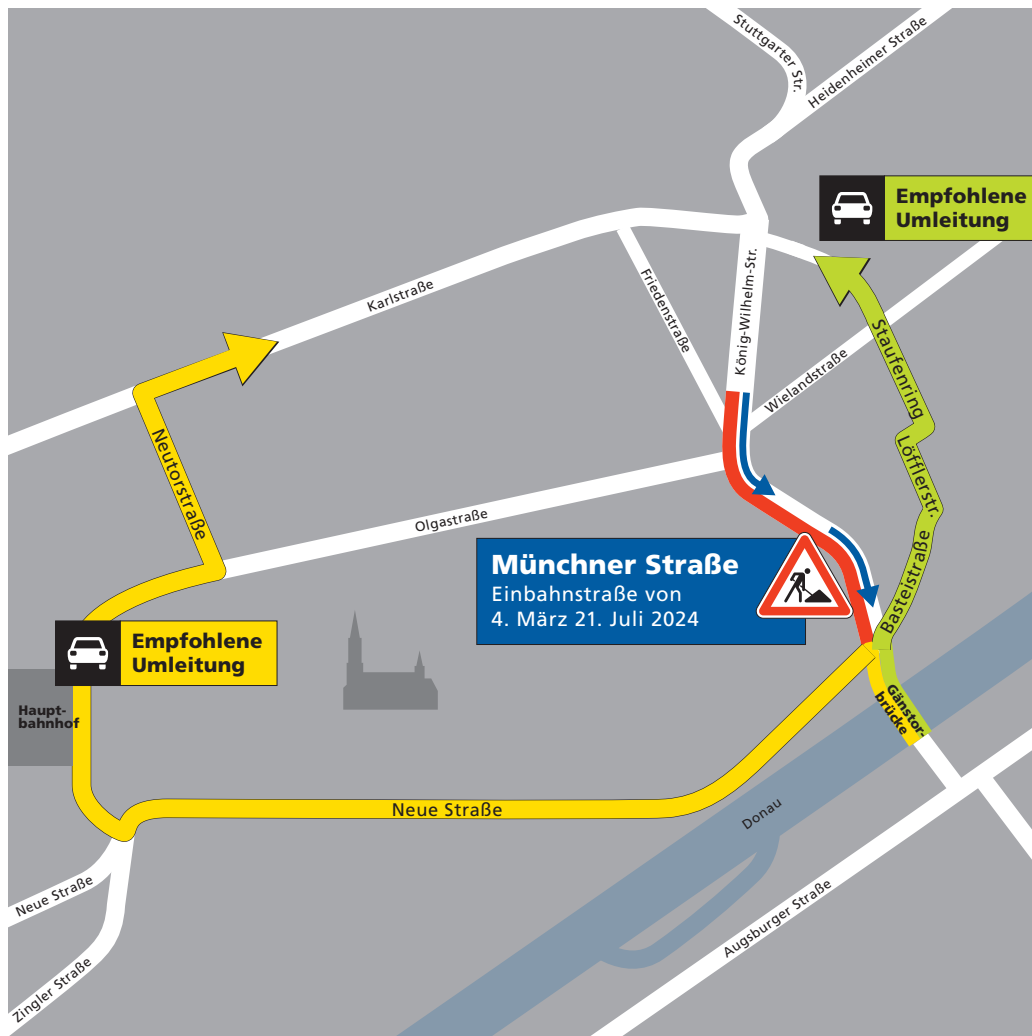 Stuttgarter Str.
Heidenheimer Straße
Empfohlene
Umleitung
Karlstraße
Friedenstraße
König-Wilhelm-Str.
Wielandstraße
Staufenring
Löfflerstr.
Neutorstraße
Olgastraße
Münchner Straße
Einbahnstraße von
4. März 21. Juli 2024
Basteistraße
Empfohlene
Umleitung
Haupt-
bahnhof
Gänstor-
brücke
Neue Straße
Donau
Neue Straße
Augsburger Straße
Zingler Straße